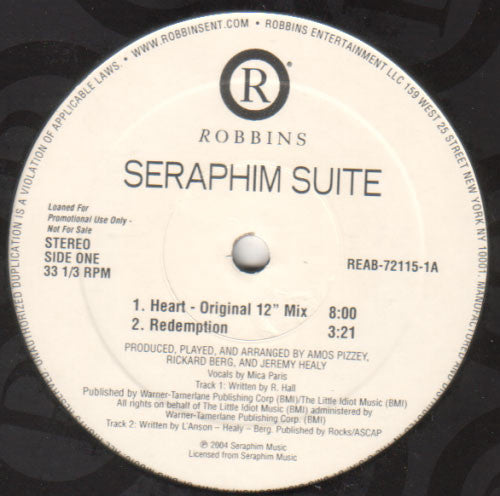 UNAUTHORIZED DUPLICATION IS A VIOLATION OF APPLICABLE LAWS. • WWW.ROBBINSENT.COM • ROBBINS ENTERTAINMENT LLC 159 WEST 25 STREET NEW YORK NY 10001.
R
®
ROBBINS
SERAPHIM SUITE
Loaned For
Promotional Use Only -
Not For Sale
STEREO
SIDE ONE
33 1/3 RPM
REAB-72115-1A
1. Heart - Original 12" Mix 8:00
2. Redemption 3:21
PRODUCED, PLAYED, AND ARRANGED BY AMOS PIZZEY,
RICKARD BERG, AND JEREMY HEALY
Vocals by Mica Paris
Track 1: Written by R. Hall
Published by Warner-Tamerlane Publishing Corp. (BMI)/The Little Idiot Music (BMI)
All rights on behalf of The Little Idiot Music (BMI) administered by
Warner-Tamerlane Publishing Corp. (BMI)
Track 2: Written by L'Anson – Healy – Berg. Published by Rocks/ASCAP
℗ 2004 Seraphim Music
Licensed from Seraphim Music